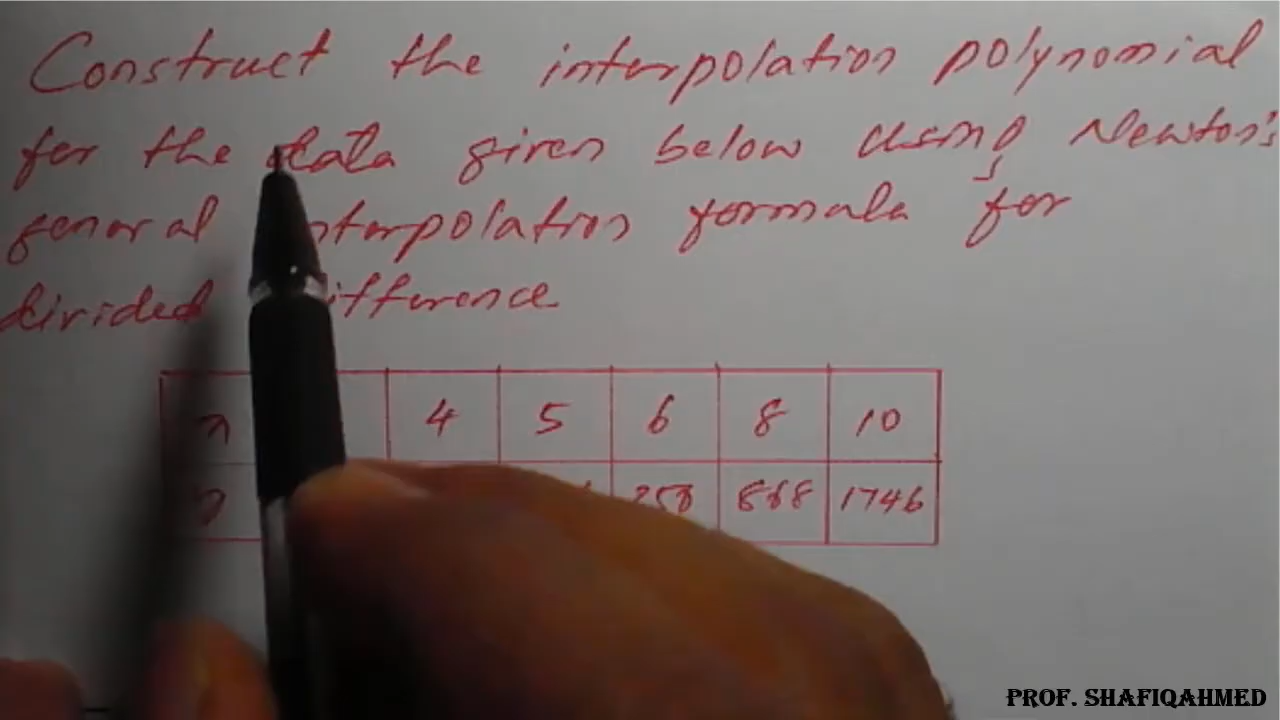 Construct the interpolation polynomial
for the data given below using Newton's
general interpolation formula for
divided difference
x 4 5 6 8 10
y 258 868 1746
PROF. SHAFIQAHMED